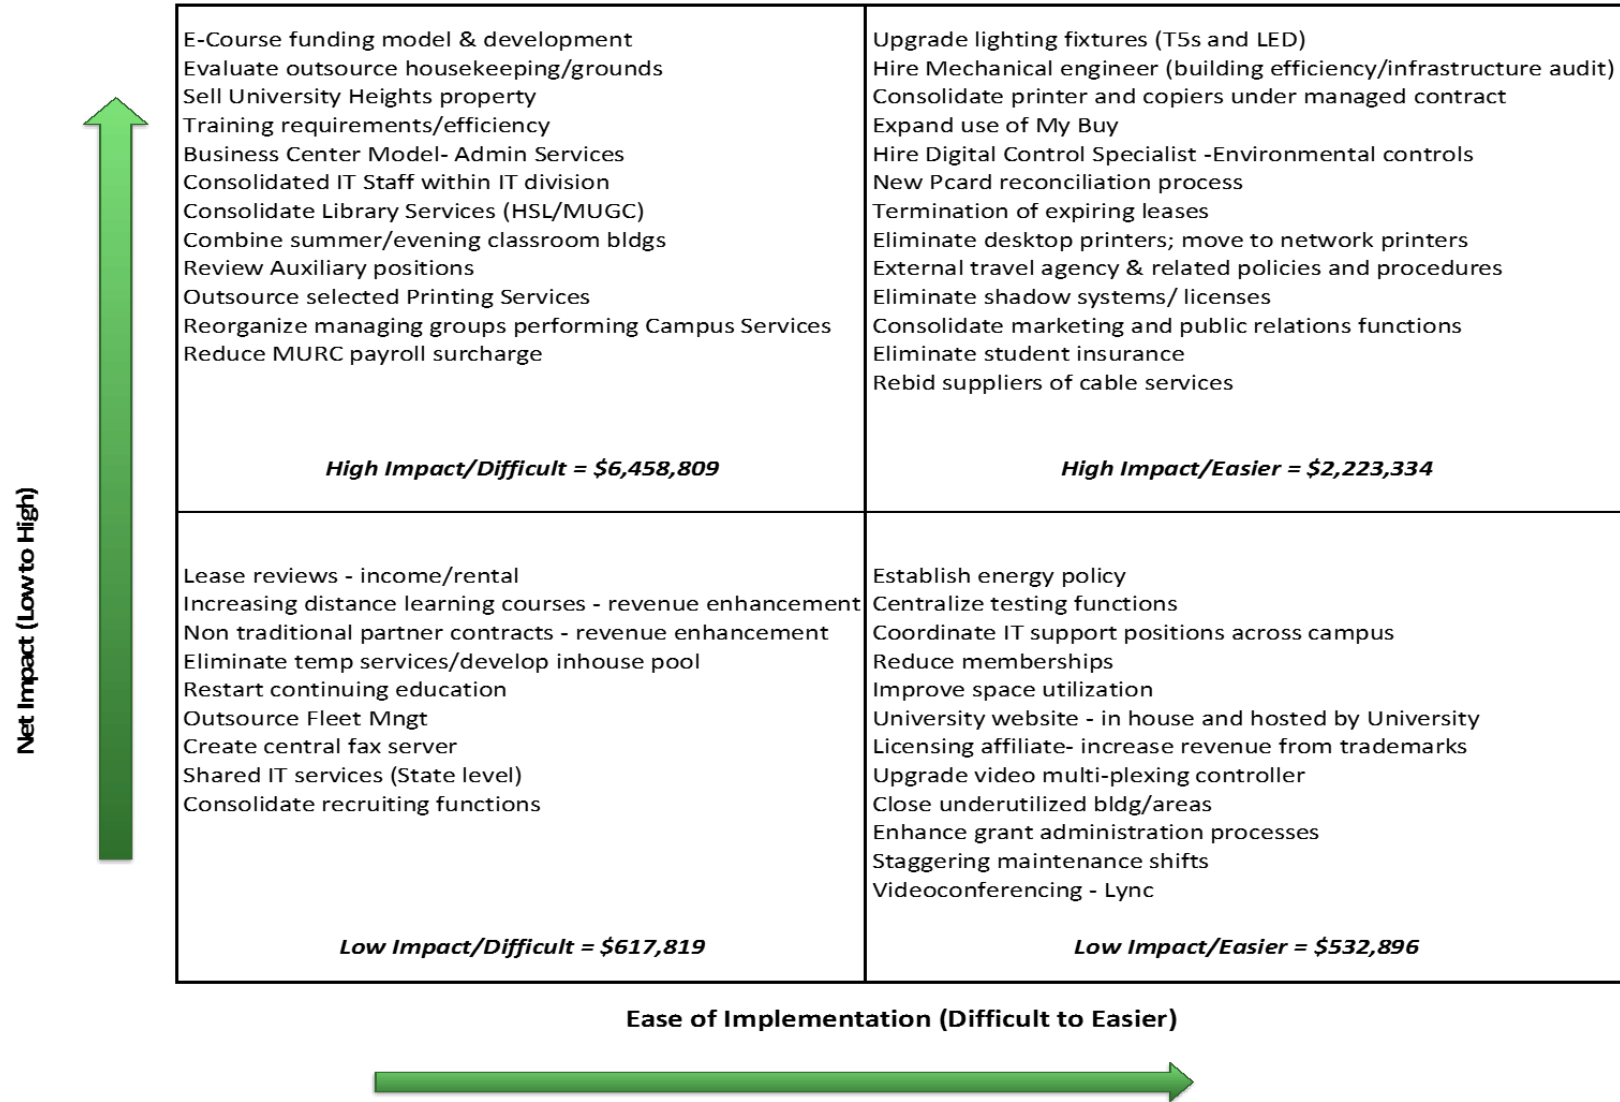 E-Course funding model & development
Evaluate outsource housekeeping/grounds
Sell University Heights property
Training requirements/efficiency
Business Center Model- Admin Services
Consolidated IT Staff within IT division
Consolidate Library Services (HSL/MUGC)
Combine summer/evening classroom bldgs
Review Auxiliary positions
Outsource selected Printing Services
Reorganize managing groups performing Campus Services
Reduce MURC payroll surcharge
High Impact/Difficult = $6,458,809
Upgrade lighting fixtures (T5s and LED)
Hire Mechanical engineer (building efficiency/infrastructure audit)
Consolidate printer and copiers under managed contract
Expand use of My Buy
Hire Digital Control Specialist -Environmental controls
New Pcard reconciliation process
Termination of expiring leases
Eliminate desktop printers; move to network printers
External travel agency & related policies and procedures
Eliminate shadow systems/ licenses
Consolidate marketing and public relations functions
Eliminate student insurance
Rebid suppliers of cable services
High Impact/Easier = $2,223,334
Net Impact (Low to High)
Lease reviews - income/rental
Increasing distance learning courses - revenue enhancement
Non traditional partner contracts - revenue enhancement
Eliminate temp services/develop inhouse pool
Restart continuing education
Outsource Fleet Mngt
Create central fax server
Shared IT services (State level)
Consolidate recruiting functions
Low Impact/Difficult = $617,819
Establish energy policy
Centralize testing functions
Coordinate IT support positions across campus
Reduce memberships
Improve space utilization
University website - in house and hosted by University
Licensing affiliate- increase revenue from trademarks
Upgrade video multi-plexing controller
Close underutilized bldg/areas
Enhance grant administration processes
Staggering maintenance shifts
Videoconferencing - Lync
Low Impact/Easier = $532,896
Ease of Implementation (Difficult to Easier)